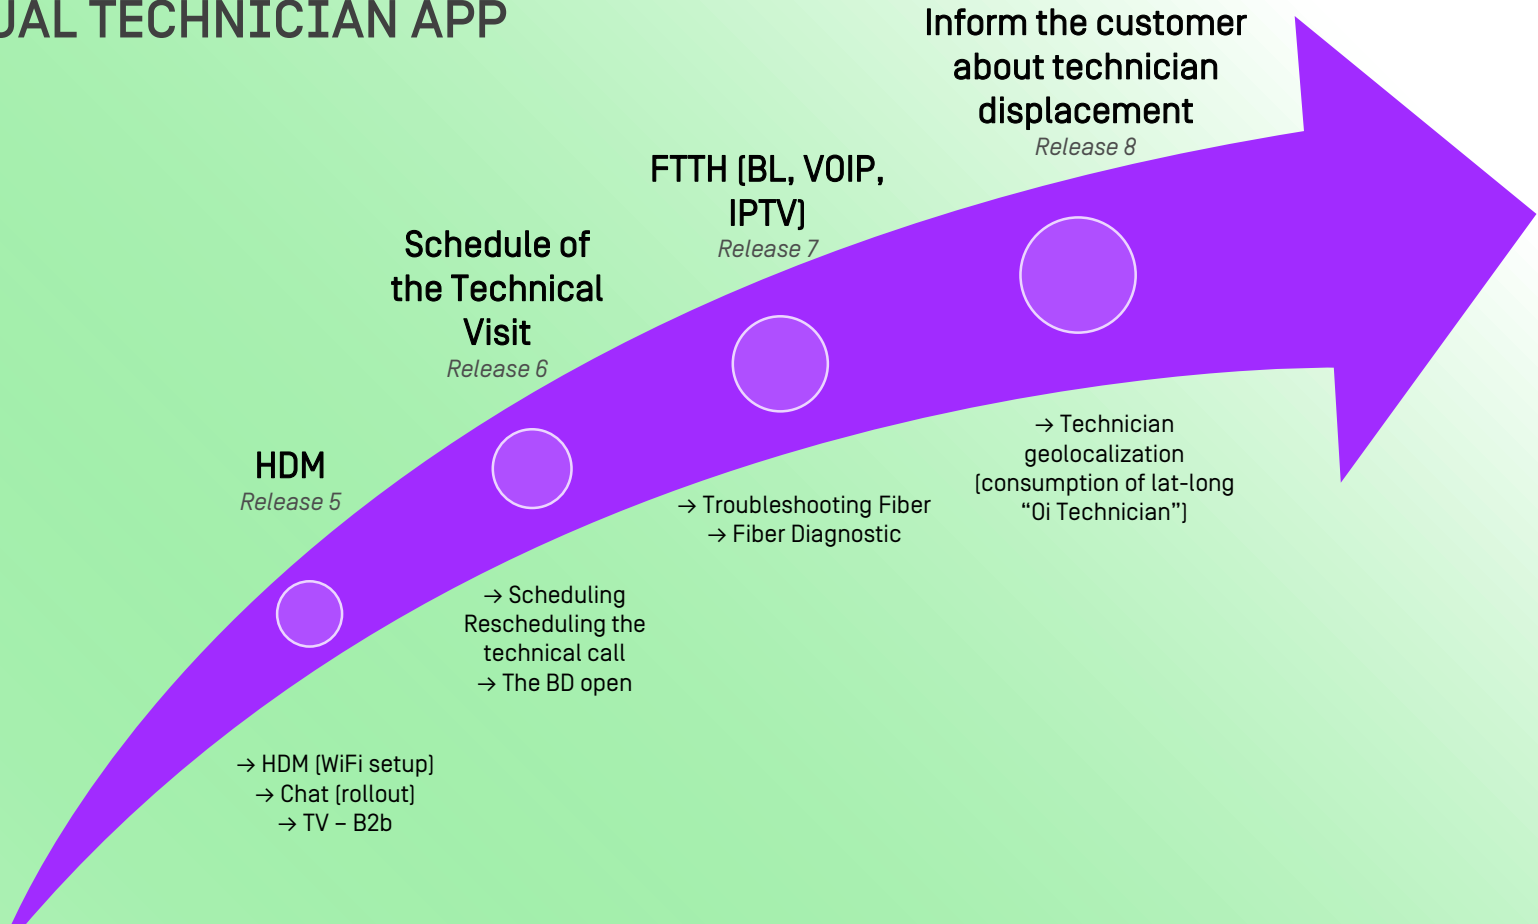 UAL TECHNICIAN APP
Inform the customer
about technician
displacement
Release 8
FTTH (BL, VOIP,
IPTV)
Release 7
Schedule of
the Technical
Visit
Release 6
HDM
Release 5
→ Technician
geolocalization
(consumption of lat-long
“Oi Technician”)
→ Troubleshooting Fiber
→ Fiber Diagnostic
→ Scheduling
Rescheduling the
technical call
→ The BD open
→ HDM (WiFi setup)
→ Chat (rollout)
→ TV – B2b